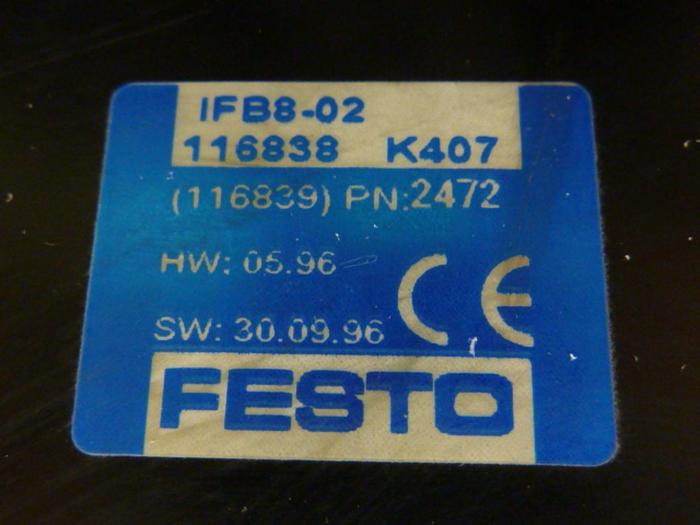 IFB8-02
116838 K407
(116839) PN:2472
HW: 05.96
SW: 30.09.96
CE
FESTO